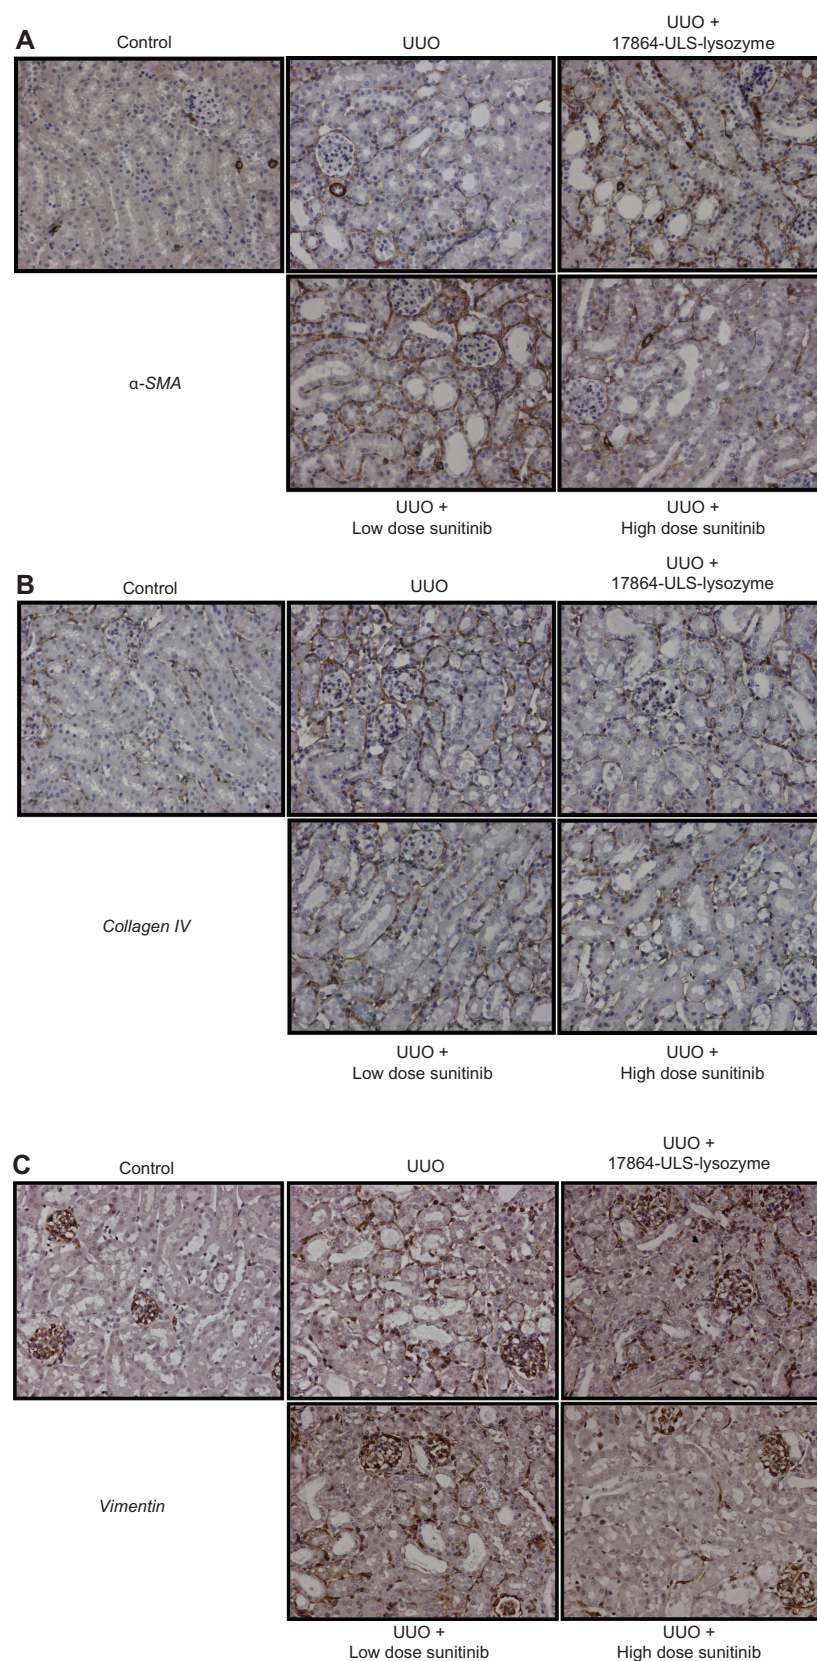 A
Control
UUO
UUO +
17864-ULS-lysozyme
α-SMA
UUO +
Low dose sunitinib
UUO +
High dose sunitinib
B
Control
UUO
UUO +
17864-ULS-lysozyme
Collagen IV
UUO +
Low dose sunitinib
UUO +
High dose sunitinib
C
Control
UUO
UUO +
17864-ULS-lysozyme
Vimentin
UUO +
Low dose sunitinib
UUO +
High dose sunitinib